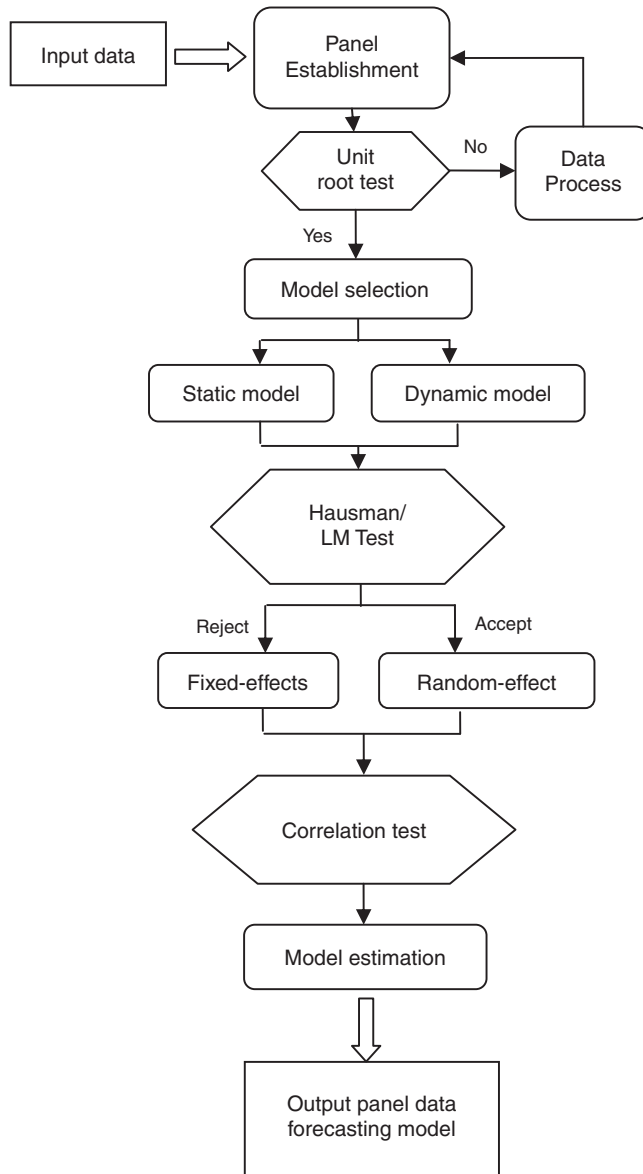 Input data
Panel
Establishment
Unit
root test
No
Data
Process
Yes
Model selection
Static model
Dynamic model
Hausman/
LM Test
Reject
Accept
Fixed-effects
Random-effect
Correlation test
Model estimation
Output panel data
forecasting model